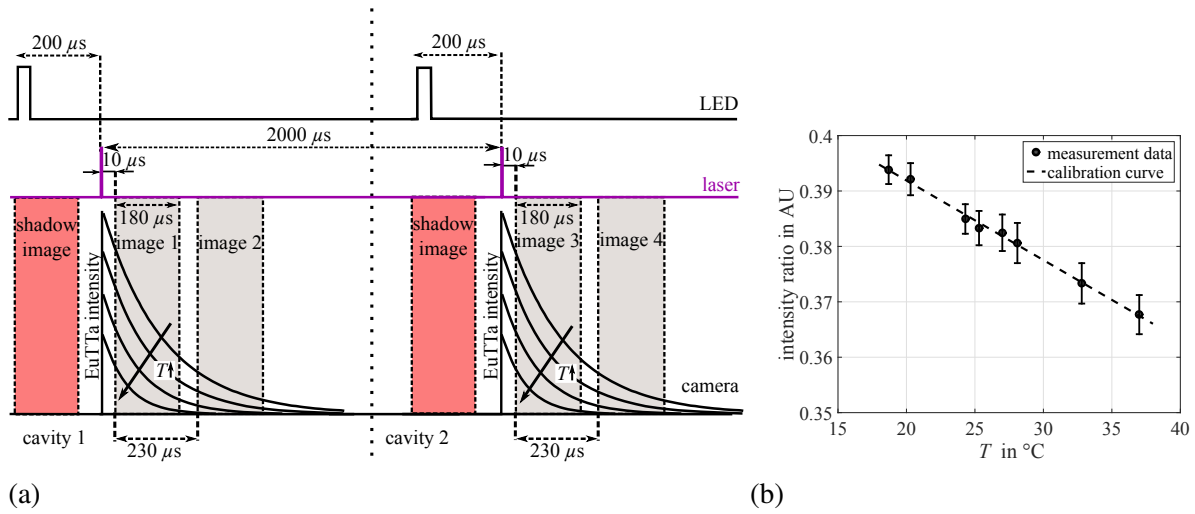 200 µs
200 µs
LED
2000 µs
10 µs
10 µs
laser
shadow
image
EuTTa intensity
180 µs
image 1
image 2
T↑
shadow
image
EuTTa intensity
180 µs
image 3
image 4
T↑
camera
cavity 1
230 µs
cavity 2
230 µs
(a)
0.4
0.39
0.38
0.37
0.36
0.35
intensity ratio in AU
measurement data
calibration curve
15
20
25
30
35
40
T in °C
(b)